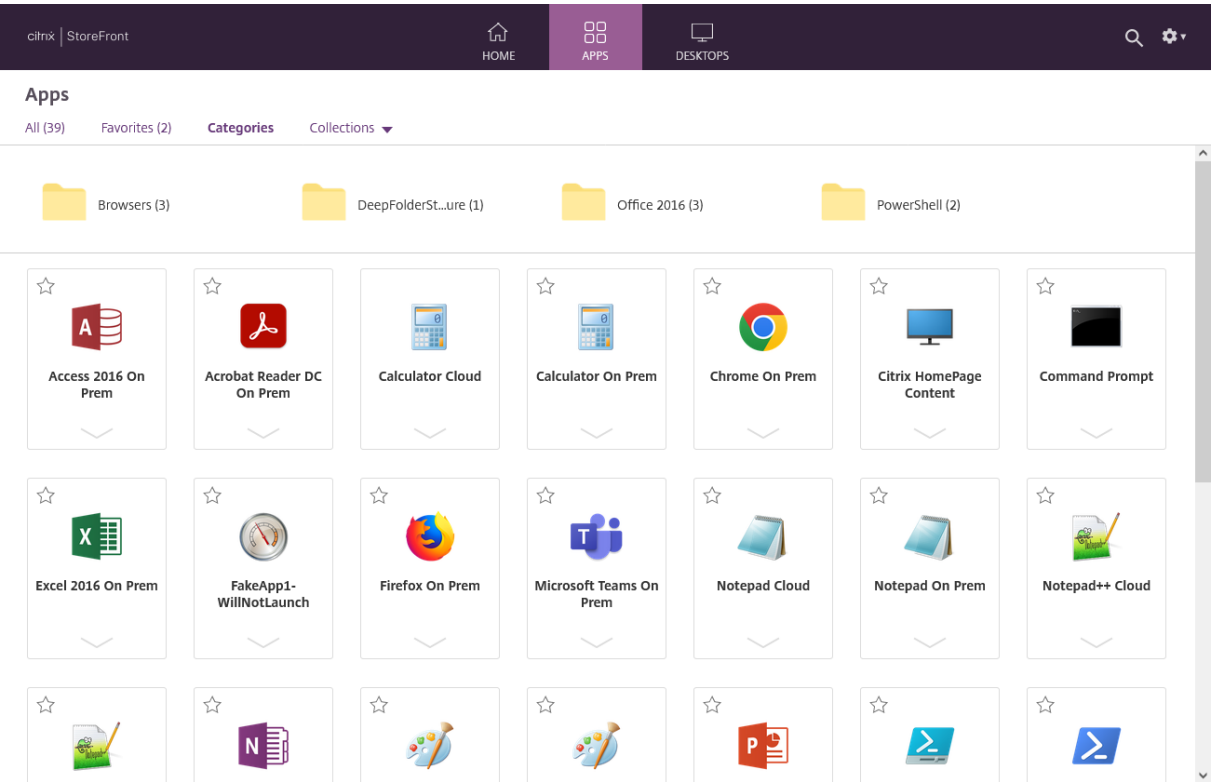 citrix | StoreFront
HOME
APPS
DESKTOPS
Apps
All (39)
Favorites (2)
Categories
Collections
Browsers (3)
DeepFolderSt...ure (1)
Office 2016 (3)
PowerShell (2)
Access 2016 On
Prem
Acrobat Reader DC
On Prem
Calculator Cloud
Calculator On Prem
Chrome On Prem
Citrix HomePage
Content
Command Prompt
Excel 2016 On Prem
FakeApp1-
WillNotLaunch
Firefox On Prem
Microsoft Teams On
Prem
Notepad Cloud
Notepad On Prem
Notepad++ Cloud